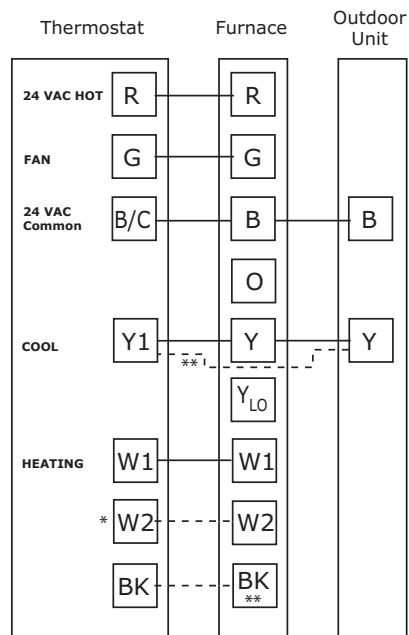 Thermostat Furnace Outdoor Unit
24 VAC HOT R R
FAN G G
24 VAC Common B/C B B
O
COOL Y1 Y Y
**
YLO
HEATING W1 W1
* W2 W2
BK BK
**